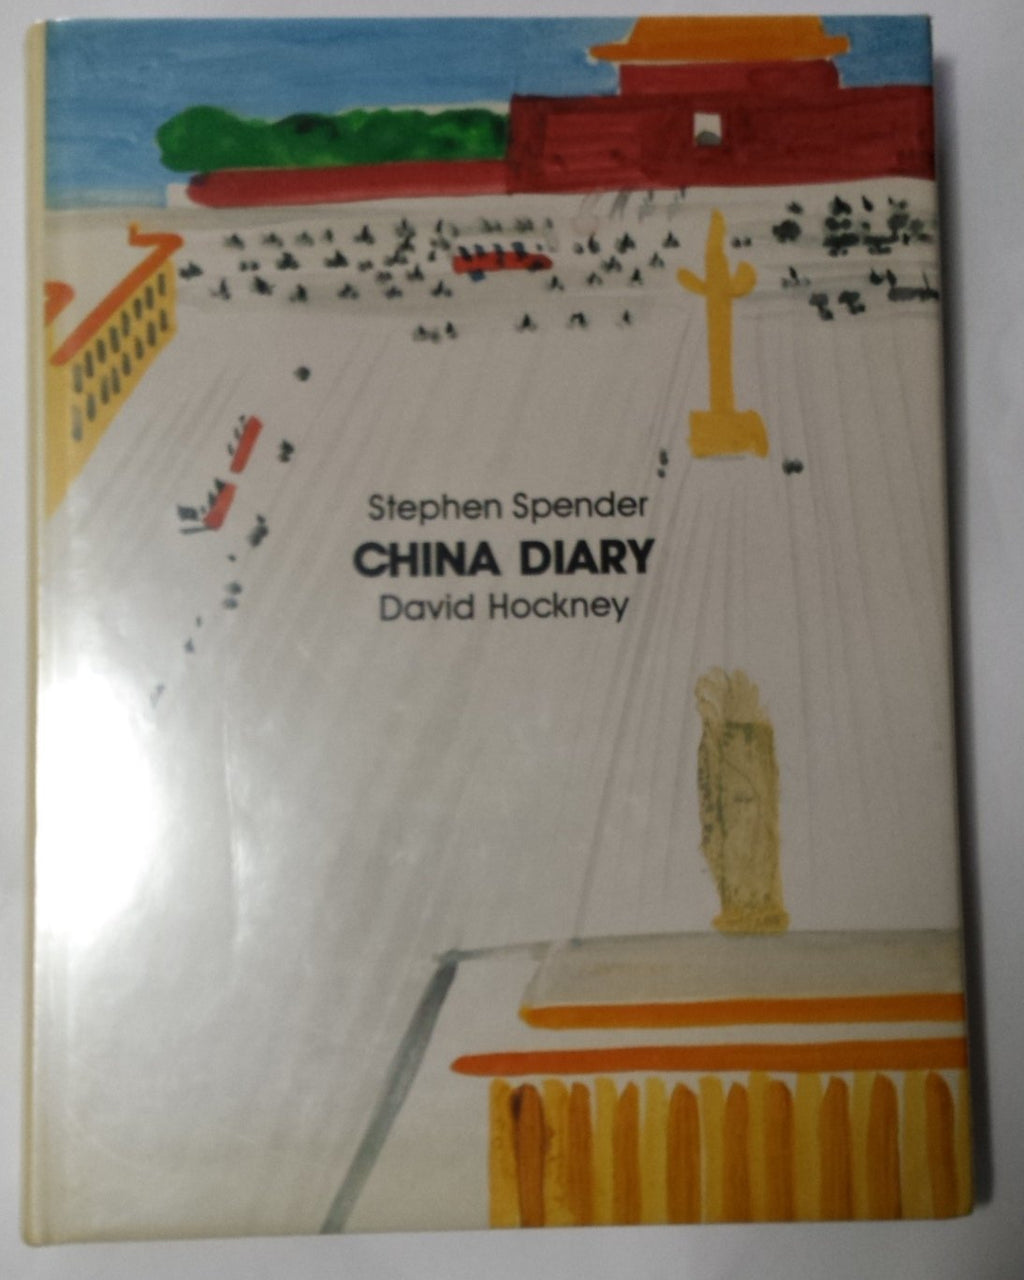 Stephen Spender
CHINA DIARY
David Hockney